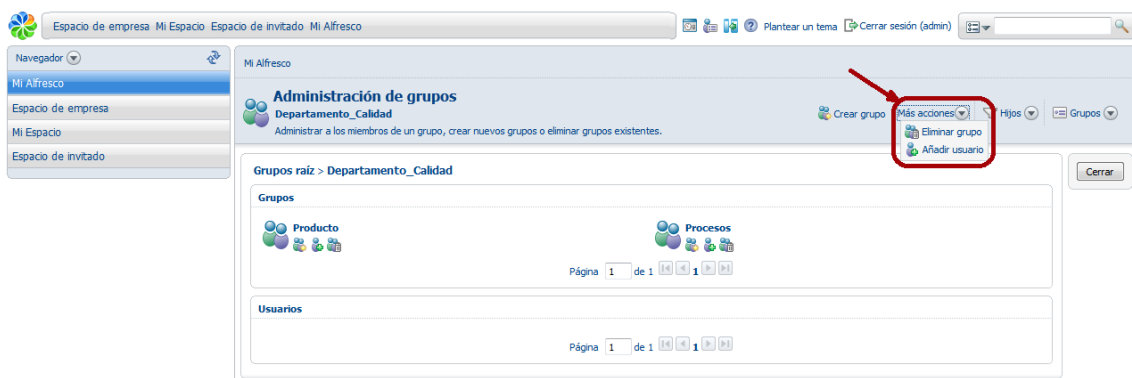 Espacio de empresa Mi Espacio Espacio de invitado Mi Alfresco
Plantear un tema Cerrar sesión (admin)
Navegador
Mi Alfresco
Espacio de empresa
Mi Espacio
Espacio de invitado
Mi Alfresco
Administración de grupos
Departamento_Calidad
Administrar a los miembros de un grupo, crear nuevos grupos o eliminar grupos existentes.
Crear grupo Más acciones Hijos Grupos
Eliminar grupo
Añadir usuario
Cerrar
Grupos raíz > Departamento_Calidad
Grupos
Producto Procesos
Página 1 de 1 1
Usuarios
Página 1 de 1 1